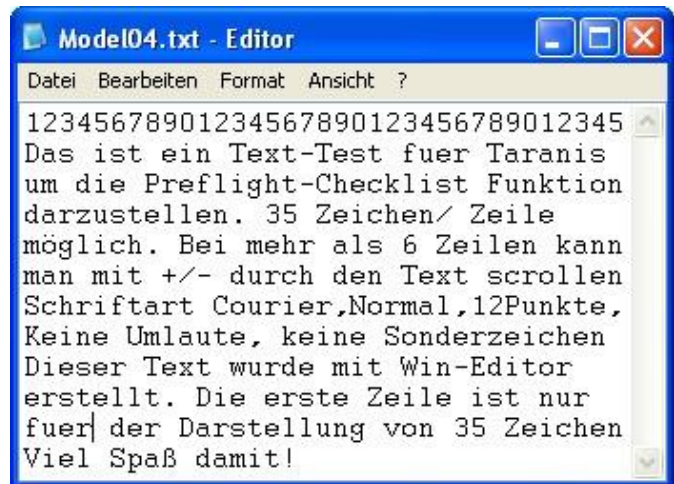 Model04.txt - Editor
Datei Bearbeiten Format Ansicht ?
12345678901234567890123456789012345
Das ist ein Text-Test fuer Taranis
um die Preflight-Checklist Funktion
darzustellen. 35 Zeichen/ Zeile
möglich. Bei mehr als 6 Zeilen kann
man mit +/- durch den Text scrollen
Schriftart Courier,Normal,12Punkte,
Keine Umlaute, keine Sonderzeichen
Dieser Text wurde mit Win-Editor
erstellt. Die erste Zeile ist nur
fuer der Darstellung von 35 Zeichen
Viel Spaß damit!